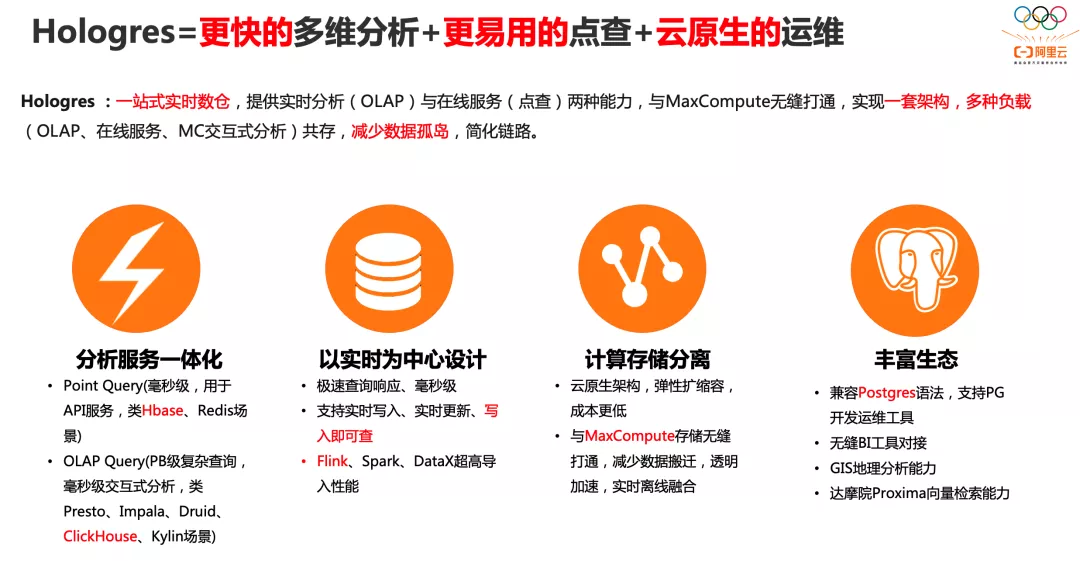 Hologres=更快的多维分析+更易用的点查+云原生的运维
阿里云
Hologres ：一站式实时数仓，提供实时分析（OLAP）与在线服务（点查）两种能力，与MaxCompute无缝打通，实现一套架构，多种负载
（OLAP、在线服务、MC交互式分析）共存，减少数据孤岛，简化链路。
分析服务一体化
• Point Query(毫秒级，用于
API服务，类Hbase、Redis场
景)
• OLAP Query(PB级复杂查询，
毫秒级交互式分析，类
Presto、Impala、Druid、
ClickHouse、Kylin场景)
以实时为中心设计
• 极速查询响应、毫秒级
• 支持实时写入、实时更新、写
入即可查
• Flink、Spark、DataX超高导
入性能
计算存储分离
• 云原生架构，弹性扩缩容，
成本更低
• 与MaxCompute存储无缝
打通，减少数据搬迁，透明
加速，实时离线融合
丰富生态
• 兼容Postgres语法，支持PG
开发运维工具
• 无缝BI工具对接
• GIS地理分析能力
• 达摩院Proxima向量检索能力